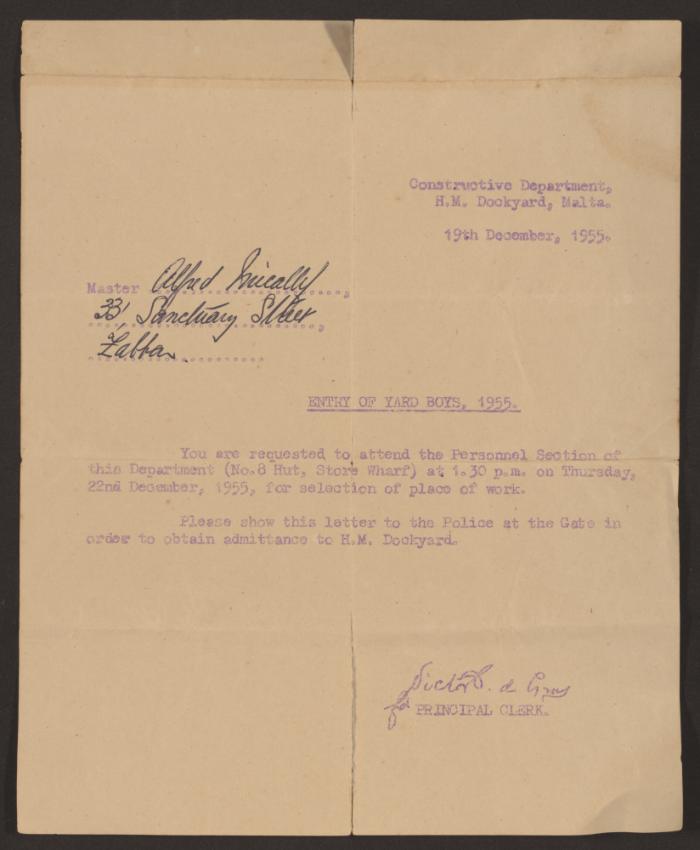 Constructive Department,
H.M. Dockyard, Malta.
19th December, 1955.
Master Alfred Micallef,
33, Sanctuary Street,
Zabbar.
ENTRY OF YARD BOYS, 1955.
You are requested to attend the Personnel Section of
this Department (No.8 Hut, Store Wharf) at 1.30 p.m. on Thursday,
22nd December, 1955, for selection of place of work.
Please show this letter to the Police at the Gate in
order to obtain admittance to H.M. Dockyard.
for PRINCIPAL CLERK.